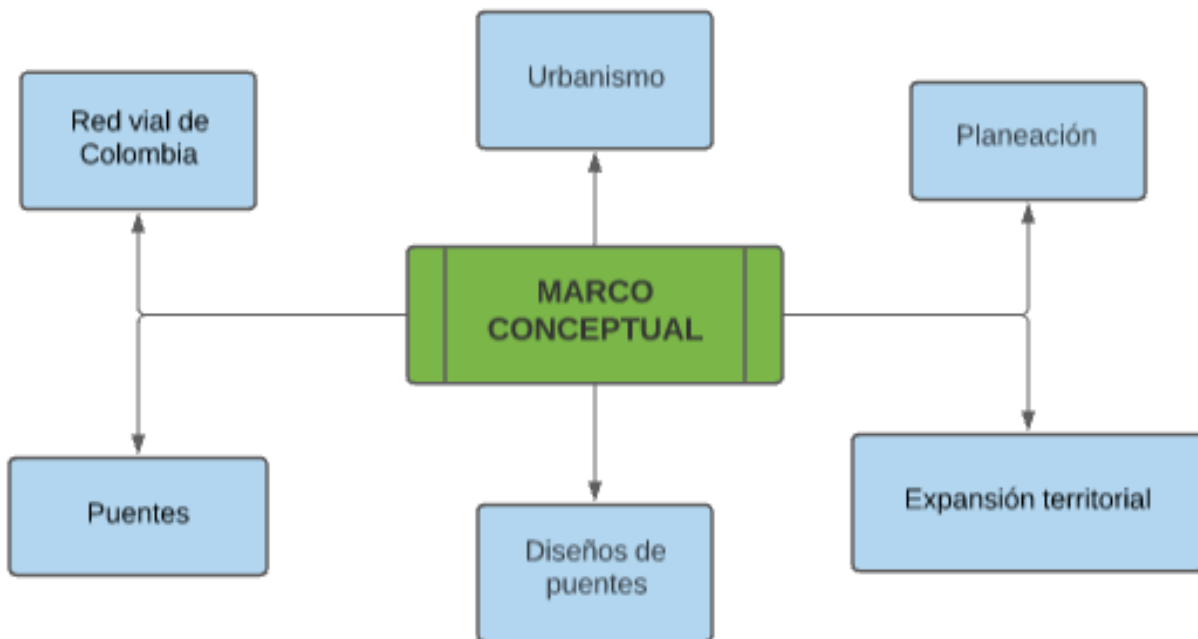 Urbanismo
Red vial de
Colombia
Planeación
MARCO
CONCEPTUAL
Puentes
Expansión territorial
Diseños de
puentes